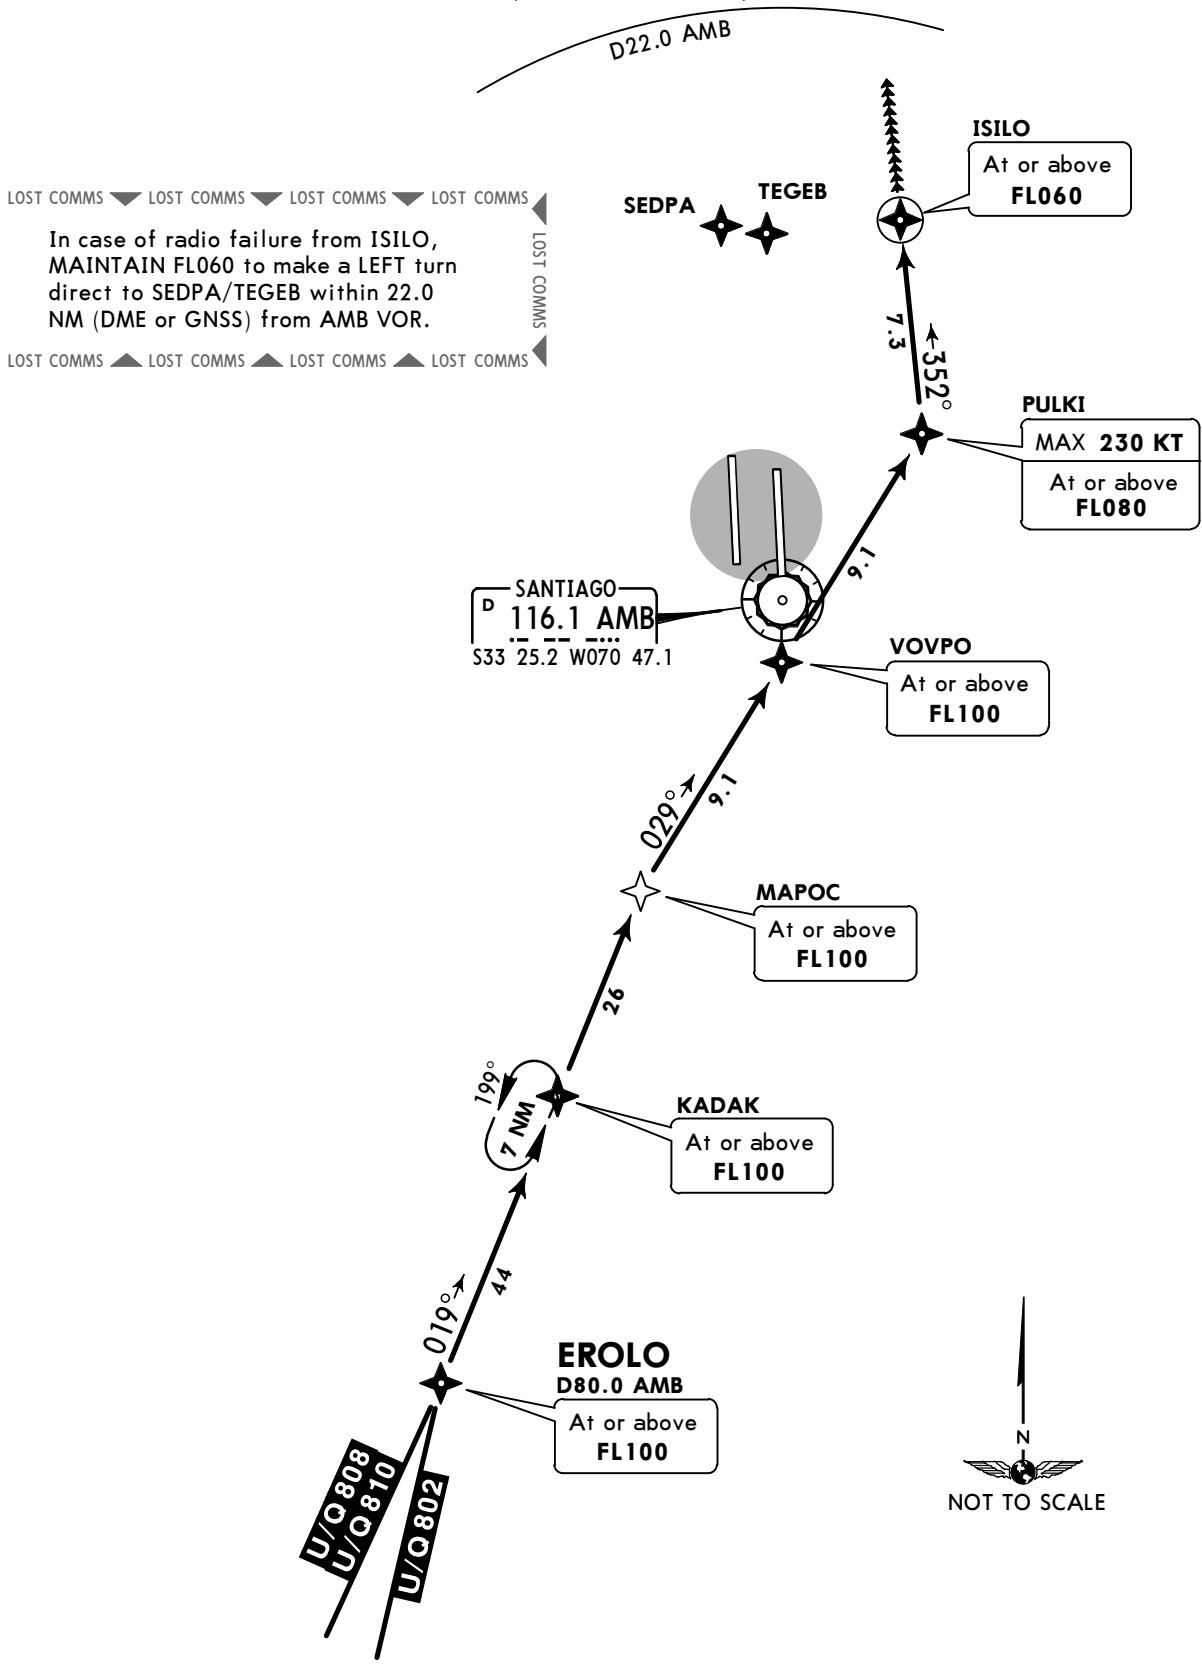 D22.0 AMB
ISILO
At or above
FL060
SEDPA
TEGEB
LOST COMMS LOST COMMS LOST COMMS LOST COMMS
LOST COMMS
In case of radio failure from ISILO,
MAINTAIN FL060 to make a LEFT turn
direct to SEDPA/TEGEB within 22.0
NM (DME or GNSS) from AMB VOR.
LOST COMMS LOST COMMS LOST COMMS LOST COMMS
7.3
352°
PULKI
MAX 230 KT
At or above
FL080
9.1
SANTIAGO
D 116.1 AMB
S33 25.2 W070 47.1
VOVPO
At or above
FL100
029°
9.1
MAPOC
At or above
FL100
26
199°
7 NM
KADAK
At or above
FL100
019°
44
EROLO
D80.0 AMB
At or above
FL100
U/Q808
U/Q810
U/Q802
N
NOT TO SCALE